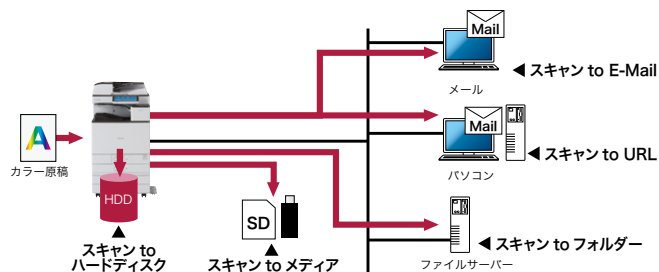 Mail
◀ スキャン to E-Mail
メール
A
カラー原稿
Mail
◀ スキャン to URL
パソコン
HDD
SD
▲
スキャン to
ハードディスク
▲
スキャン to メディア
◀ スキャン to フォルダー
ファイルサーバー